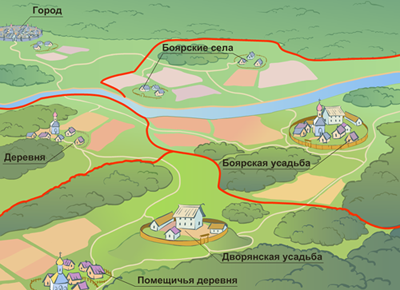 Город
Боярские села
Деревня
Боярская усадьба
Дворянская усадьба
Помещичья деревня